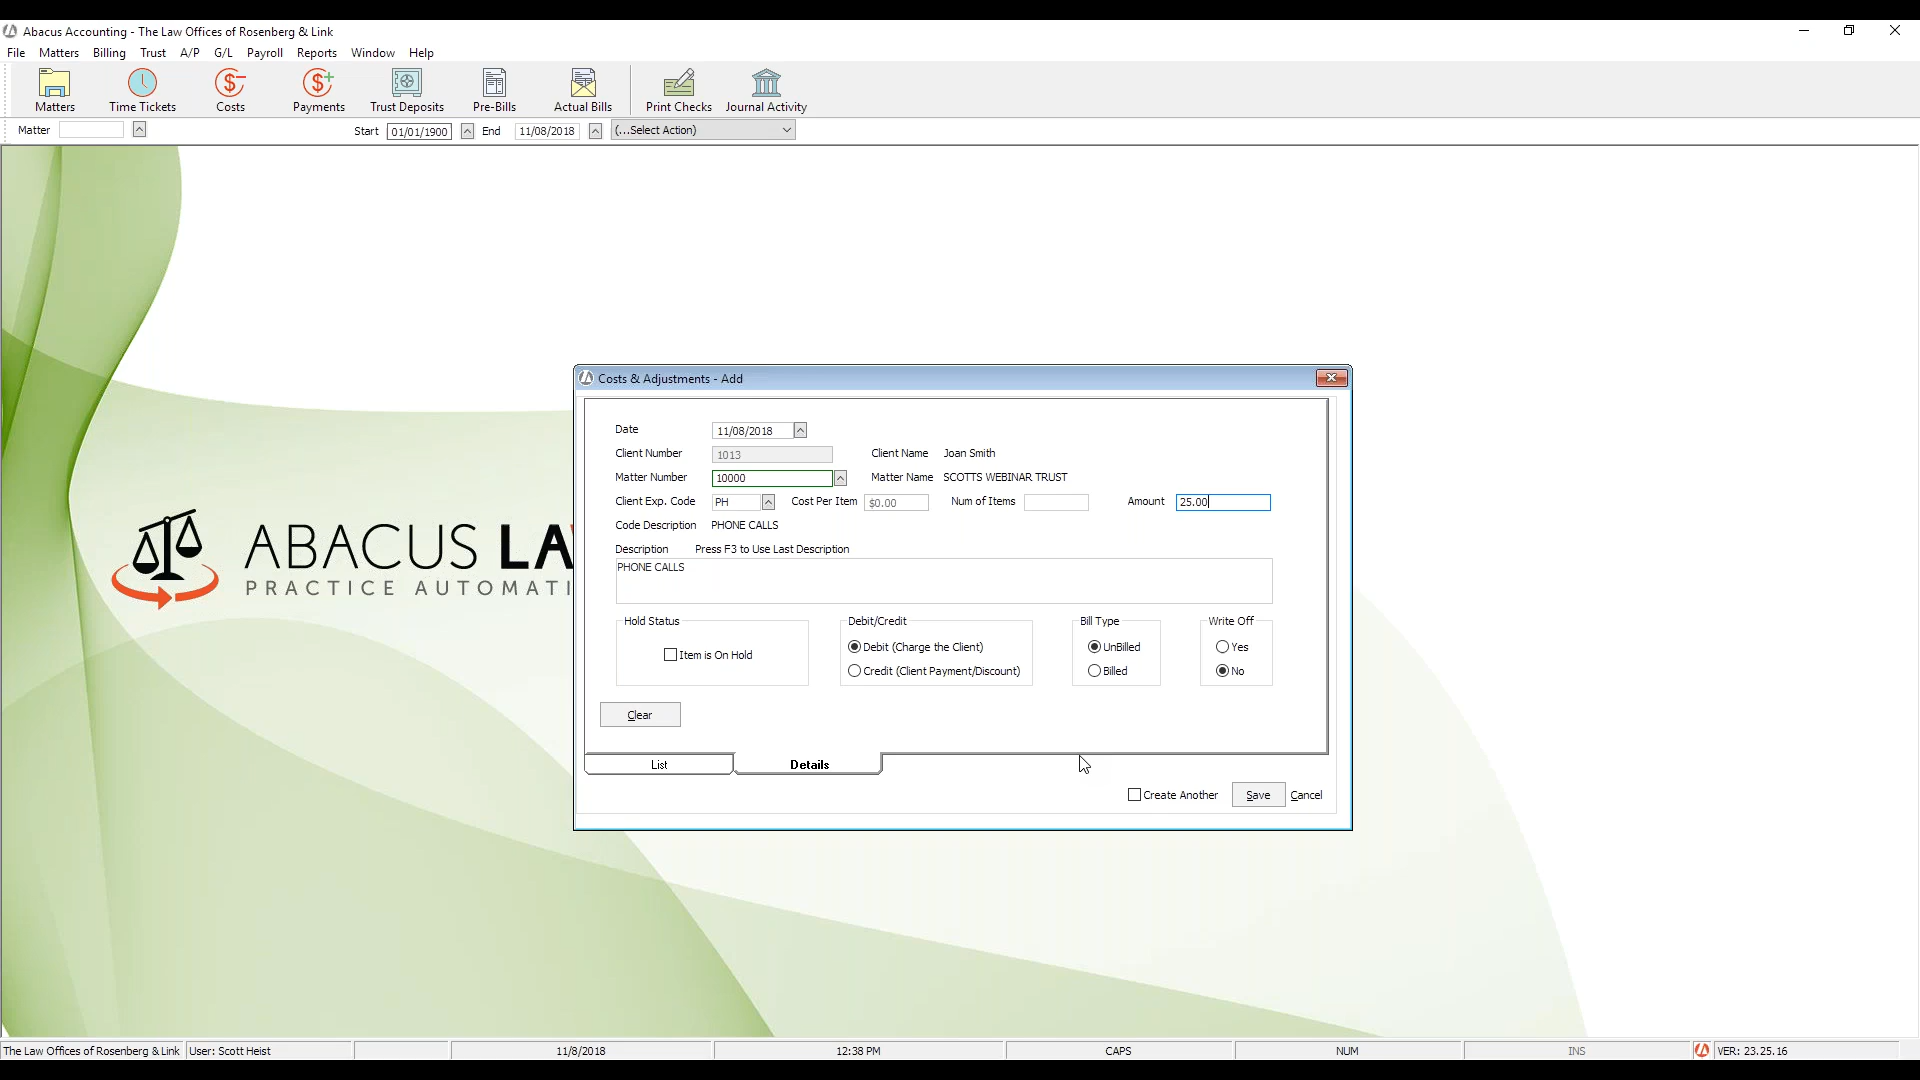 Abacus Accounting - The Law Offices of Rosenberg & Link
File Matters Billing Trust A/P G/L Payroll Reports Window Help
Matters Time Tickets Costs Payments Trust Deposits Pre-Bills Actual Bills Print Checks Journal Activity
Matter Start 01/01/1900 End 11/08/2018 (...Select Action)
Costs & Adjustments - Add
Date 11/08/2018
Client Number 1013 Client Name Joan Smith
Matter Number 10000 Matter Name SCOTTS WEBINAR TRUST
Client Exp. Code PH Cost Per Item $0.00 Num of Items Amount 25.00
Code Description PHONE CALLS
Description Press F3 to Use Last Description
PHONE CALLS
Hold Status Debit/Credit Bill Type Write Off
Debit (Charge the Client) UnBilled Yes
Item is On Hold
Credit (Client Payment/Discount) Billed No
Clear
List Details
Create Another Save Cancel
ABACUS LA
PRACTICE AUTOMATI
The Law Offices of Rosenberg & Link User: Scott Heist 11/8/2018 12:38 PM CAPS NUM INS VER: 23.25.16